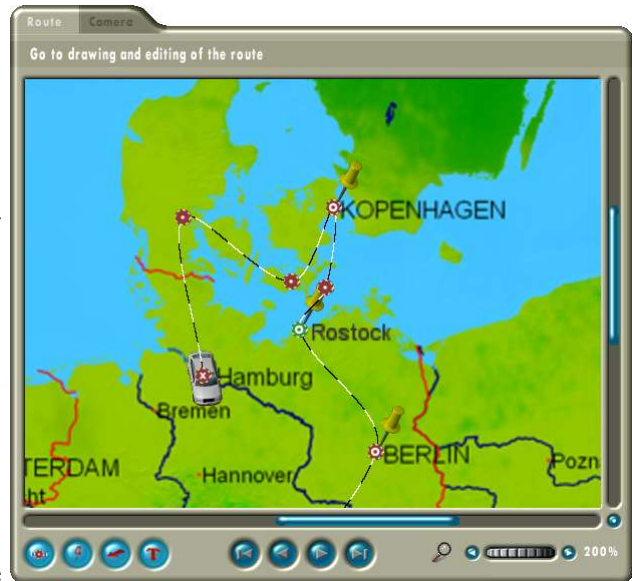 Route Camera
Go to drawing and editing of the route
KOPENHAGEN
Rostock
Hamburg
Bremen
BERLIN
TERDAM
Hannover
Pozn
ht
T
200%